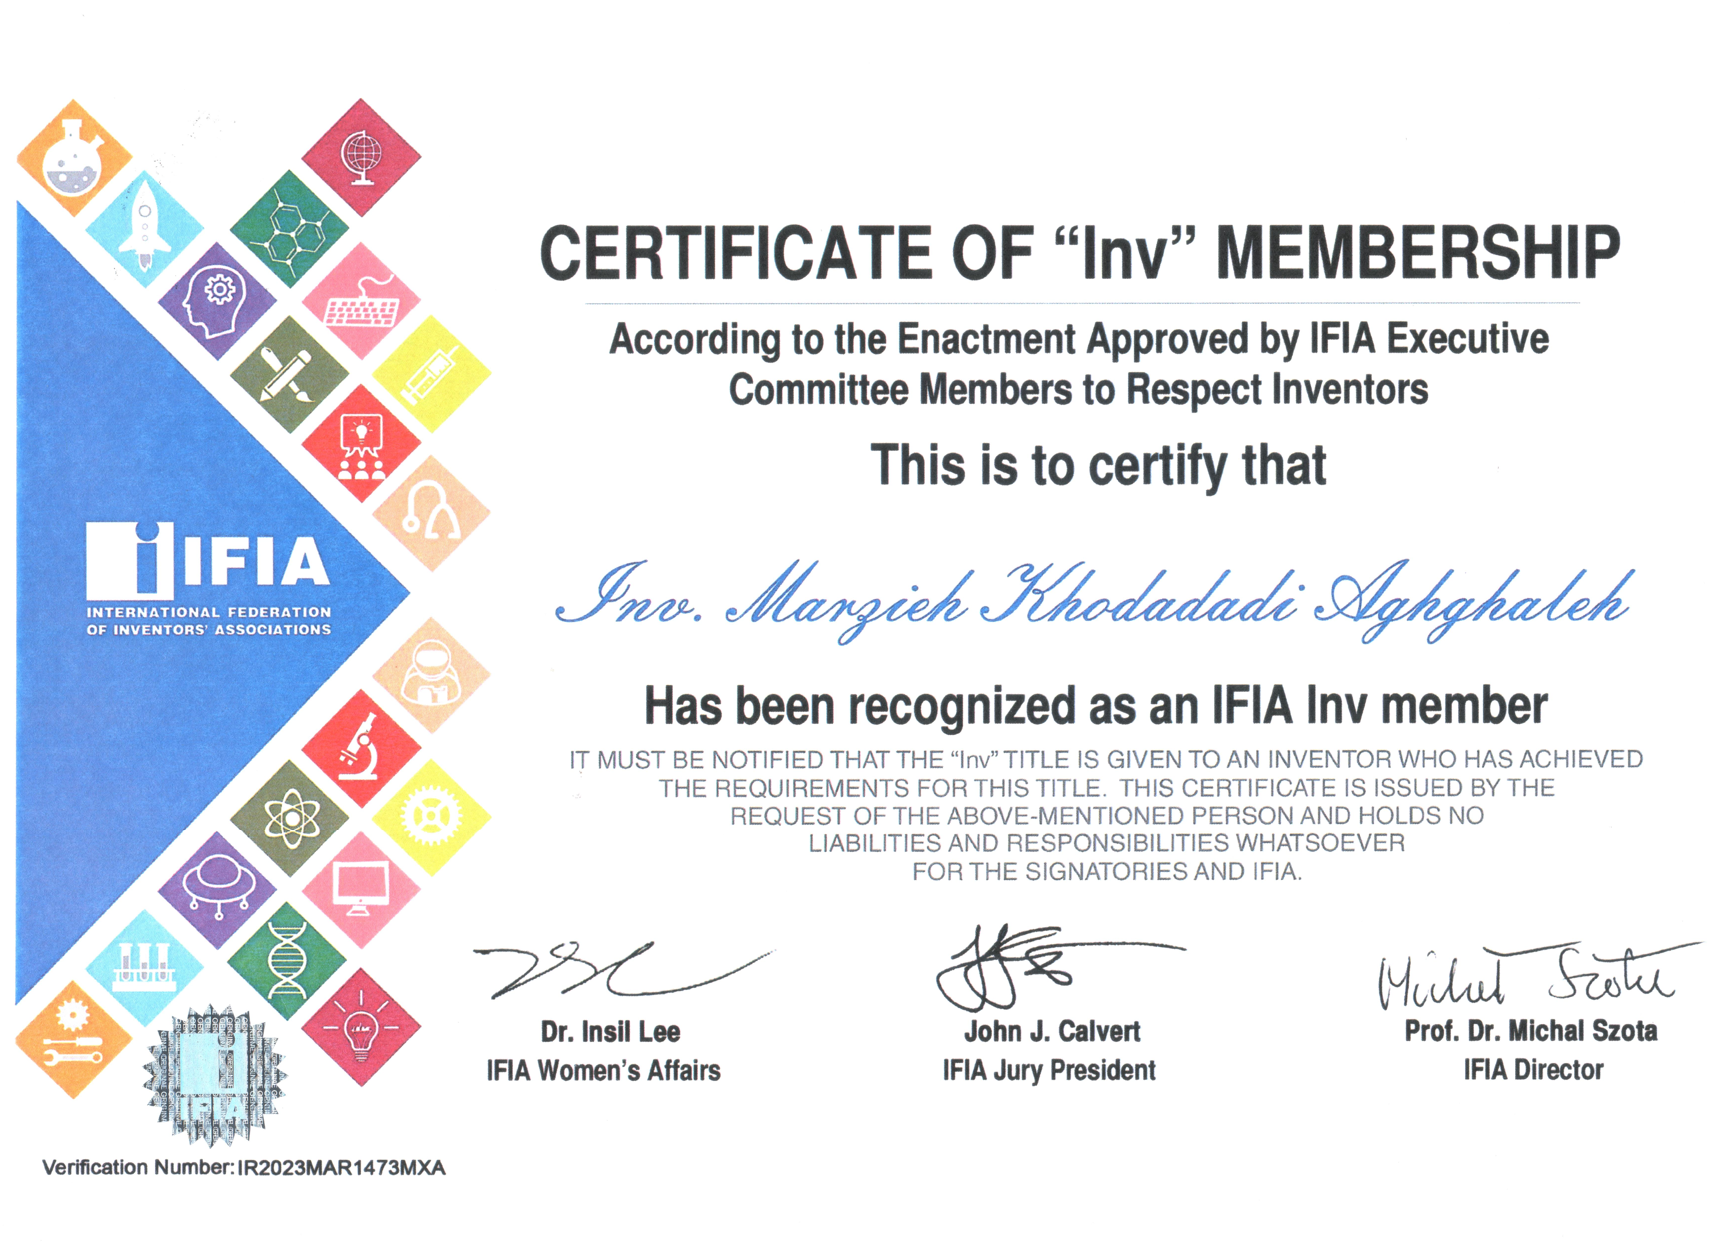 CERTIFICATE OF “Inv” MEMBERSHIP
According to the Enactment Approved by IFIA Executive
Committee Members to Respect Inventors
This is to certify that
IFIA
INTERNATIONAL FEDERATION
OF INVENTORS' ASSOCIATIONS
Inv. Marzieh Khodadadi Aghghaleh
Has been recognized as an IFIA Inv member
IT MUST BE NOTIFIED THAT THE “Inv” TITLE IS GIVEN TO AN INVENTOR WHO HAS ACHIEVED
THE REQUIREMENTS FOR THIS TITLE. THIS CERTIFICATE IS ISSUED BY THE
REQUEST OF THE ABOVE-MENTIONED PERSON AND HOLDS NO
LIABILITIES AND RESPONSIBILITIES WHATSOEVER
FOR THE SIGNATORIES AND IFIA.
Michal Szota
Dr. Insil Lee
IFIA Women's Affairs
John J. Calvert
IFIA Jury President
Prof. Dr. Michal Szota
IFIA Director
IFIA
Verification Number: IR2023MAR1473MXA